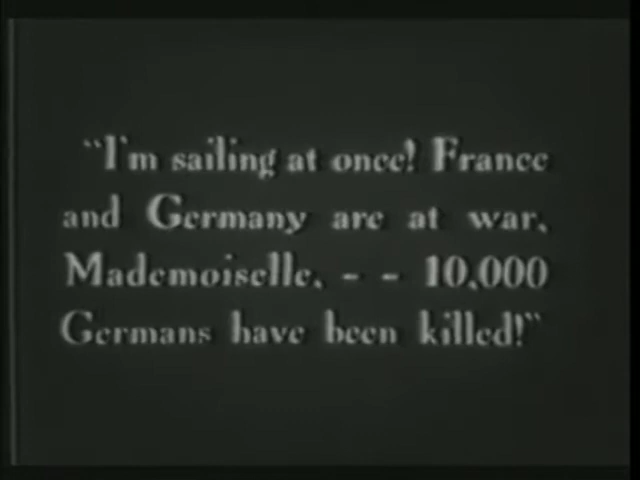 "I'm sailing at once! France
and Germany are at war,
Mademoiselle, - - 10,000
Germans have been killed!"